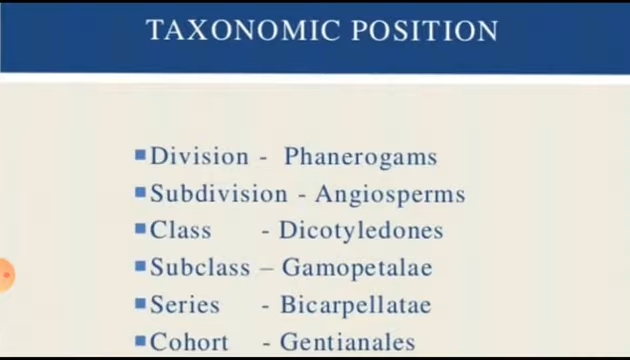 TAXONOMIC POSITION
Division - Phanerogams
Subdivision - Angiosperms
Class - Dicotyledones
Subclass – Gamopetalae
Series - Bicarpellatae
Cohort - Gentianales